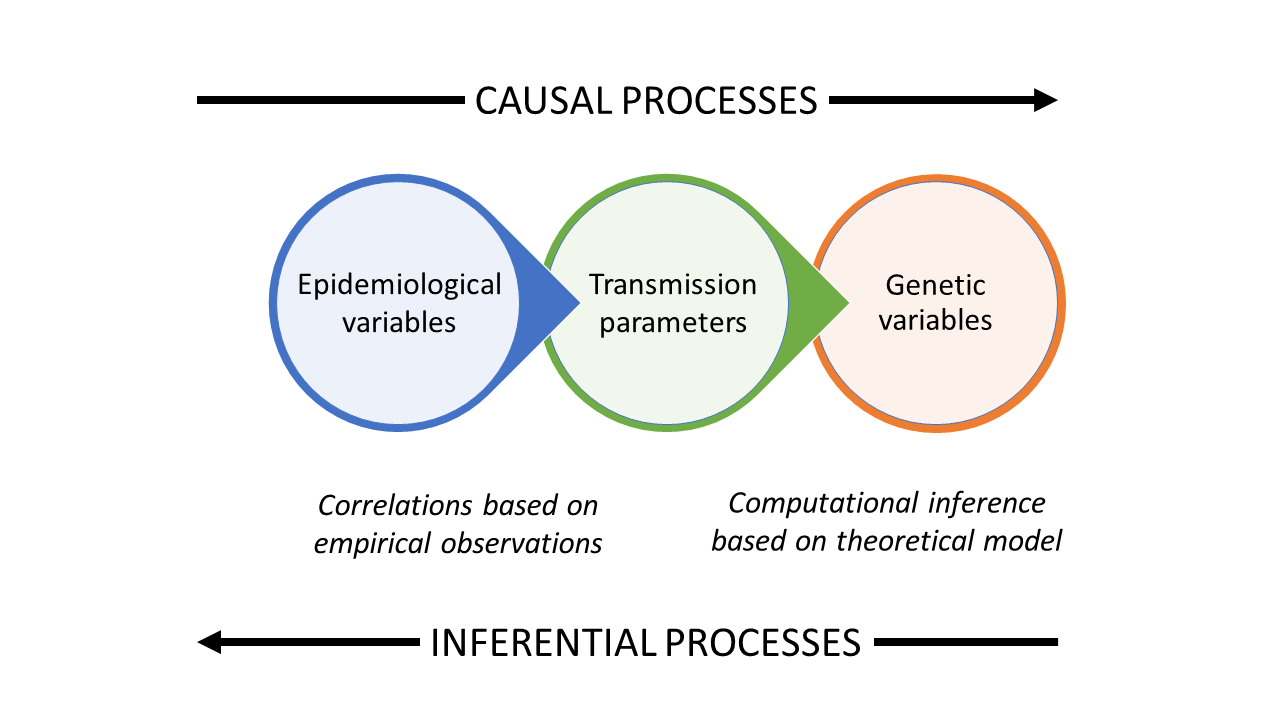 CAUSAL PROCESSES
Epidemiological
variables
Transmission
parameters
Genetic
variables
Correlations based on
empirical observations
Computational inference
based on theoretical model
INFERENTIAL PROCESSES